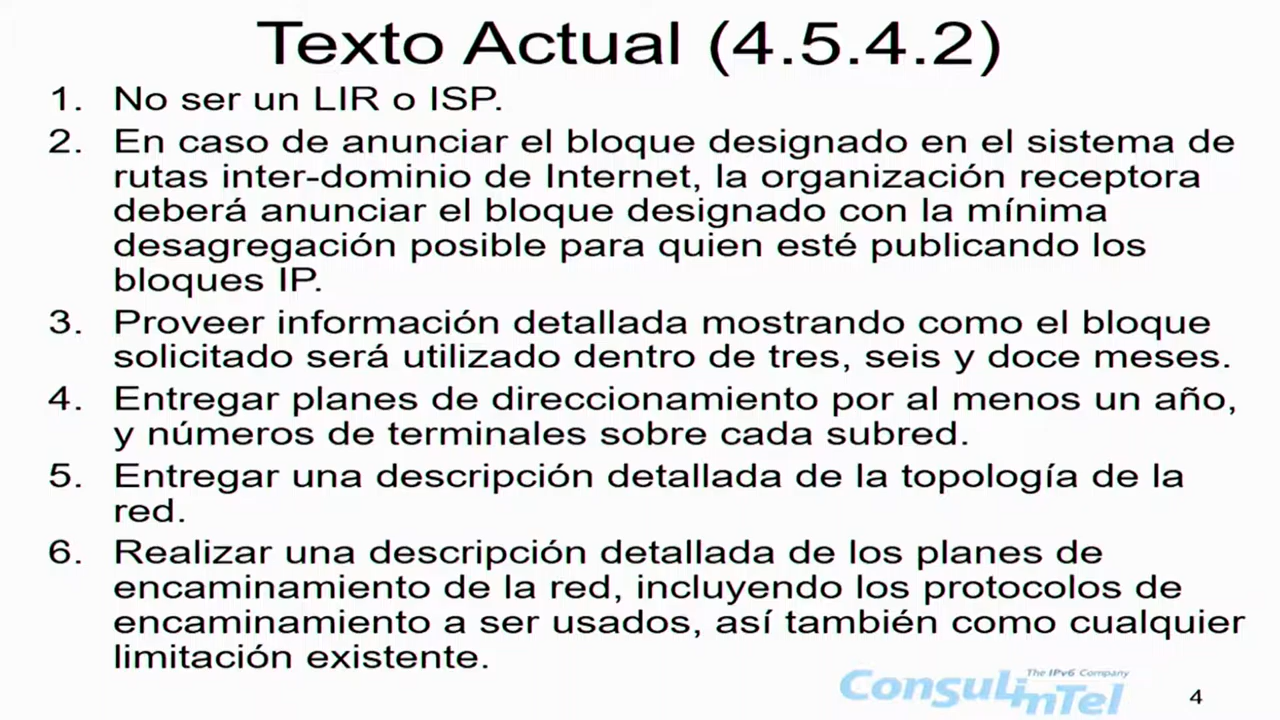 Texto Actual (4.5.4.2)
1. No ser un LIR o ISP.
2. En caso de anunciar el bloque designado en el sistema de
rutas inter-dominio de Internet, la organización receptora
deberá anunciar el bloque designado con la mínima
desagregación posible para quien esté publicando los
bloques IP.
3. Proveer información detallada mostrando como el bloque
solicitado será utilizado dentro de tres, seis y doce meses.
4. Entregar planes de direccionamiento por al menos un año,
y números de terminales sobre cada subred.
5. Entregar una descripción detallada de la topología de la
red.
6. Realizar una descripción detallada de los planes de
encaminamiento de la red, incluyendo los protocolos de
encaminamiento a ser usados, así también como cualquier
limitación existente.
The IPv6 Company
Consulintel
4